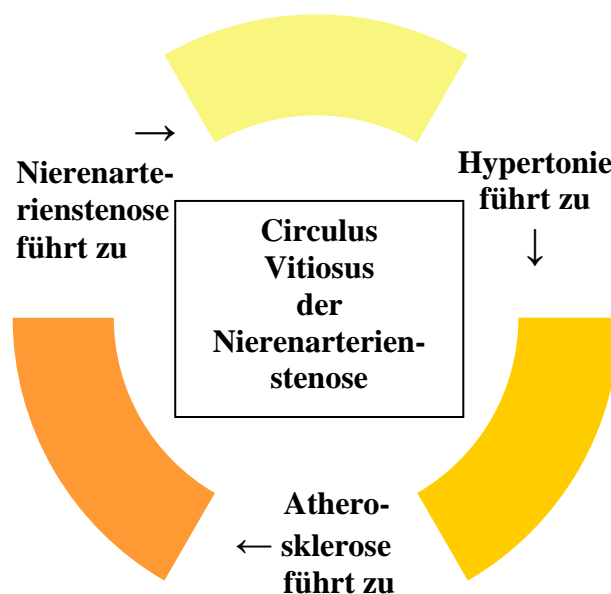 →
Nierenarte-
rienstenose
führt zu
Hypertonie
führt zu
↓
Circulus
Vitiosus
der
Nierenarterien-
stenose
Athero-
← sklerose
führt zu